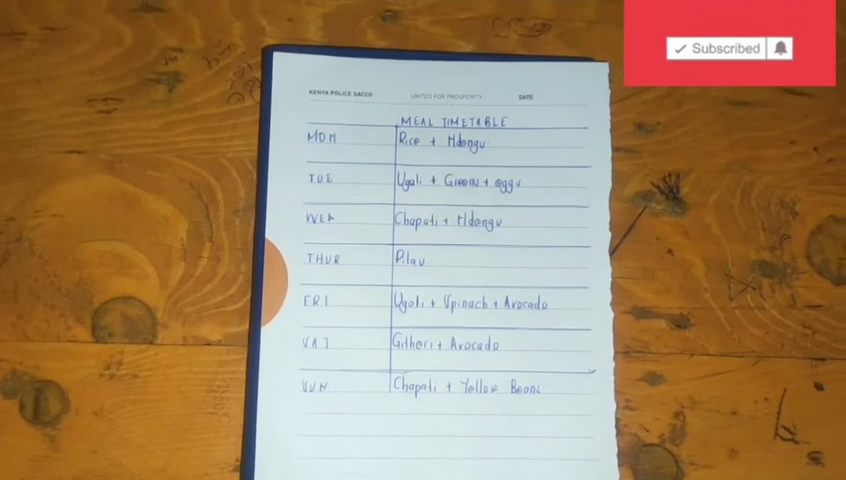 Subscribed
KENYA POLICE SACCO UNITED FOR PROSPERITY DATE
MEAL TIMETABLE
MON Rice + Ndengu
TUE Ugali + Greens + eggs
WED Chapati + Ndengu
THUR Pilau
FRI Ugali + Spinach + Avocado
SAT Githeri + Avocado
SUN Chapati + Yellow Beans